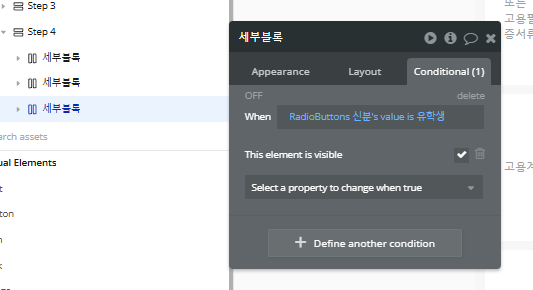 Step 3
Step 4
세부블록
세부블록
세부블록
arch assets
ual Elements
t
ton
세부블록
Appearance
Layout
Conditional (1)
OFF
delete
When
RadioButtons 신분's value is 유학생
This element is visible
Select a property to change when true
Define another condition
또는
고용
증서류
고용